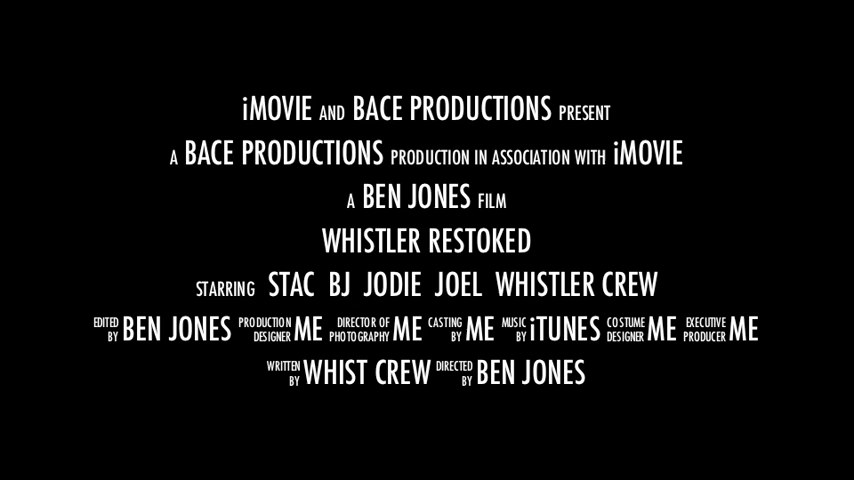 iMOVIE AND BACE PRODUCTIONS PRESENT
A BACE PRODUCTIONS PRODUCTION IN ASSOCIATION WITH iMOVIE
A BEN JONES FILM
WHISTLER RESTOKED
STARRING STAC BJ JODIE JOEL WHISTLER CREW
EDITED BY BEN JONES PRODUCTION DESIGNER ME DIRECTOR OF PHOTOGRAPHY ME CASTING BY ME MUSIC BY iTUNES COSTUME DESIGNER ME EXECUTIVE PRODUCER ME
WRITTEN BY WHIST CREW DIRECTED BY BEN JONES